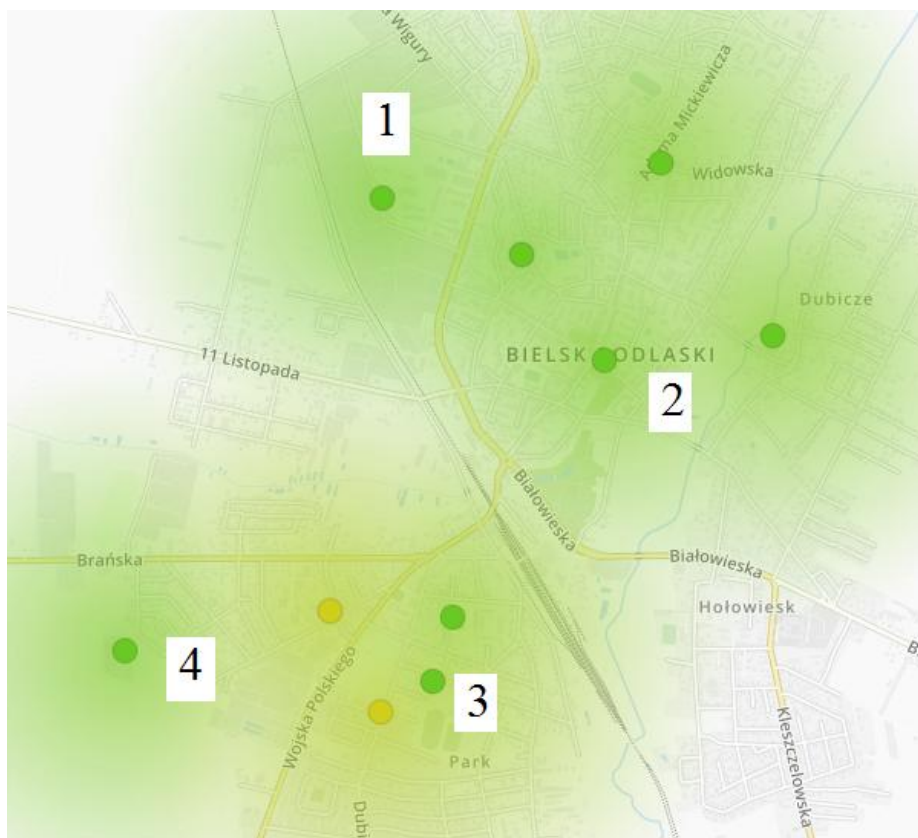 a Wigury
1
Adama Mickiewicza
Widowska
Dubicze
11 Listopada
BIELSK PODLASKI
2
Białowieska
Brańska
Białowieska
Hołowiesk
B
4
3
Wojska Polskiego
Kleszczelowska
Park
Dubi